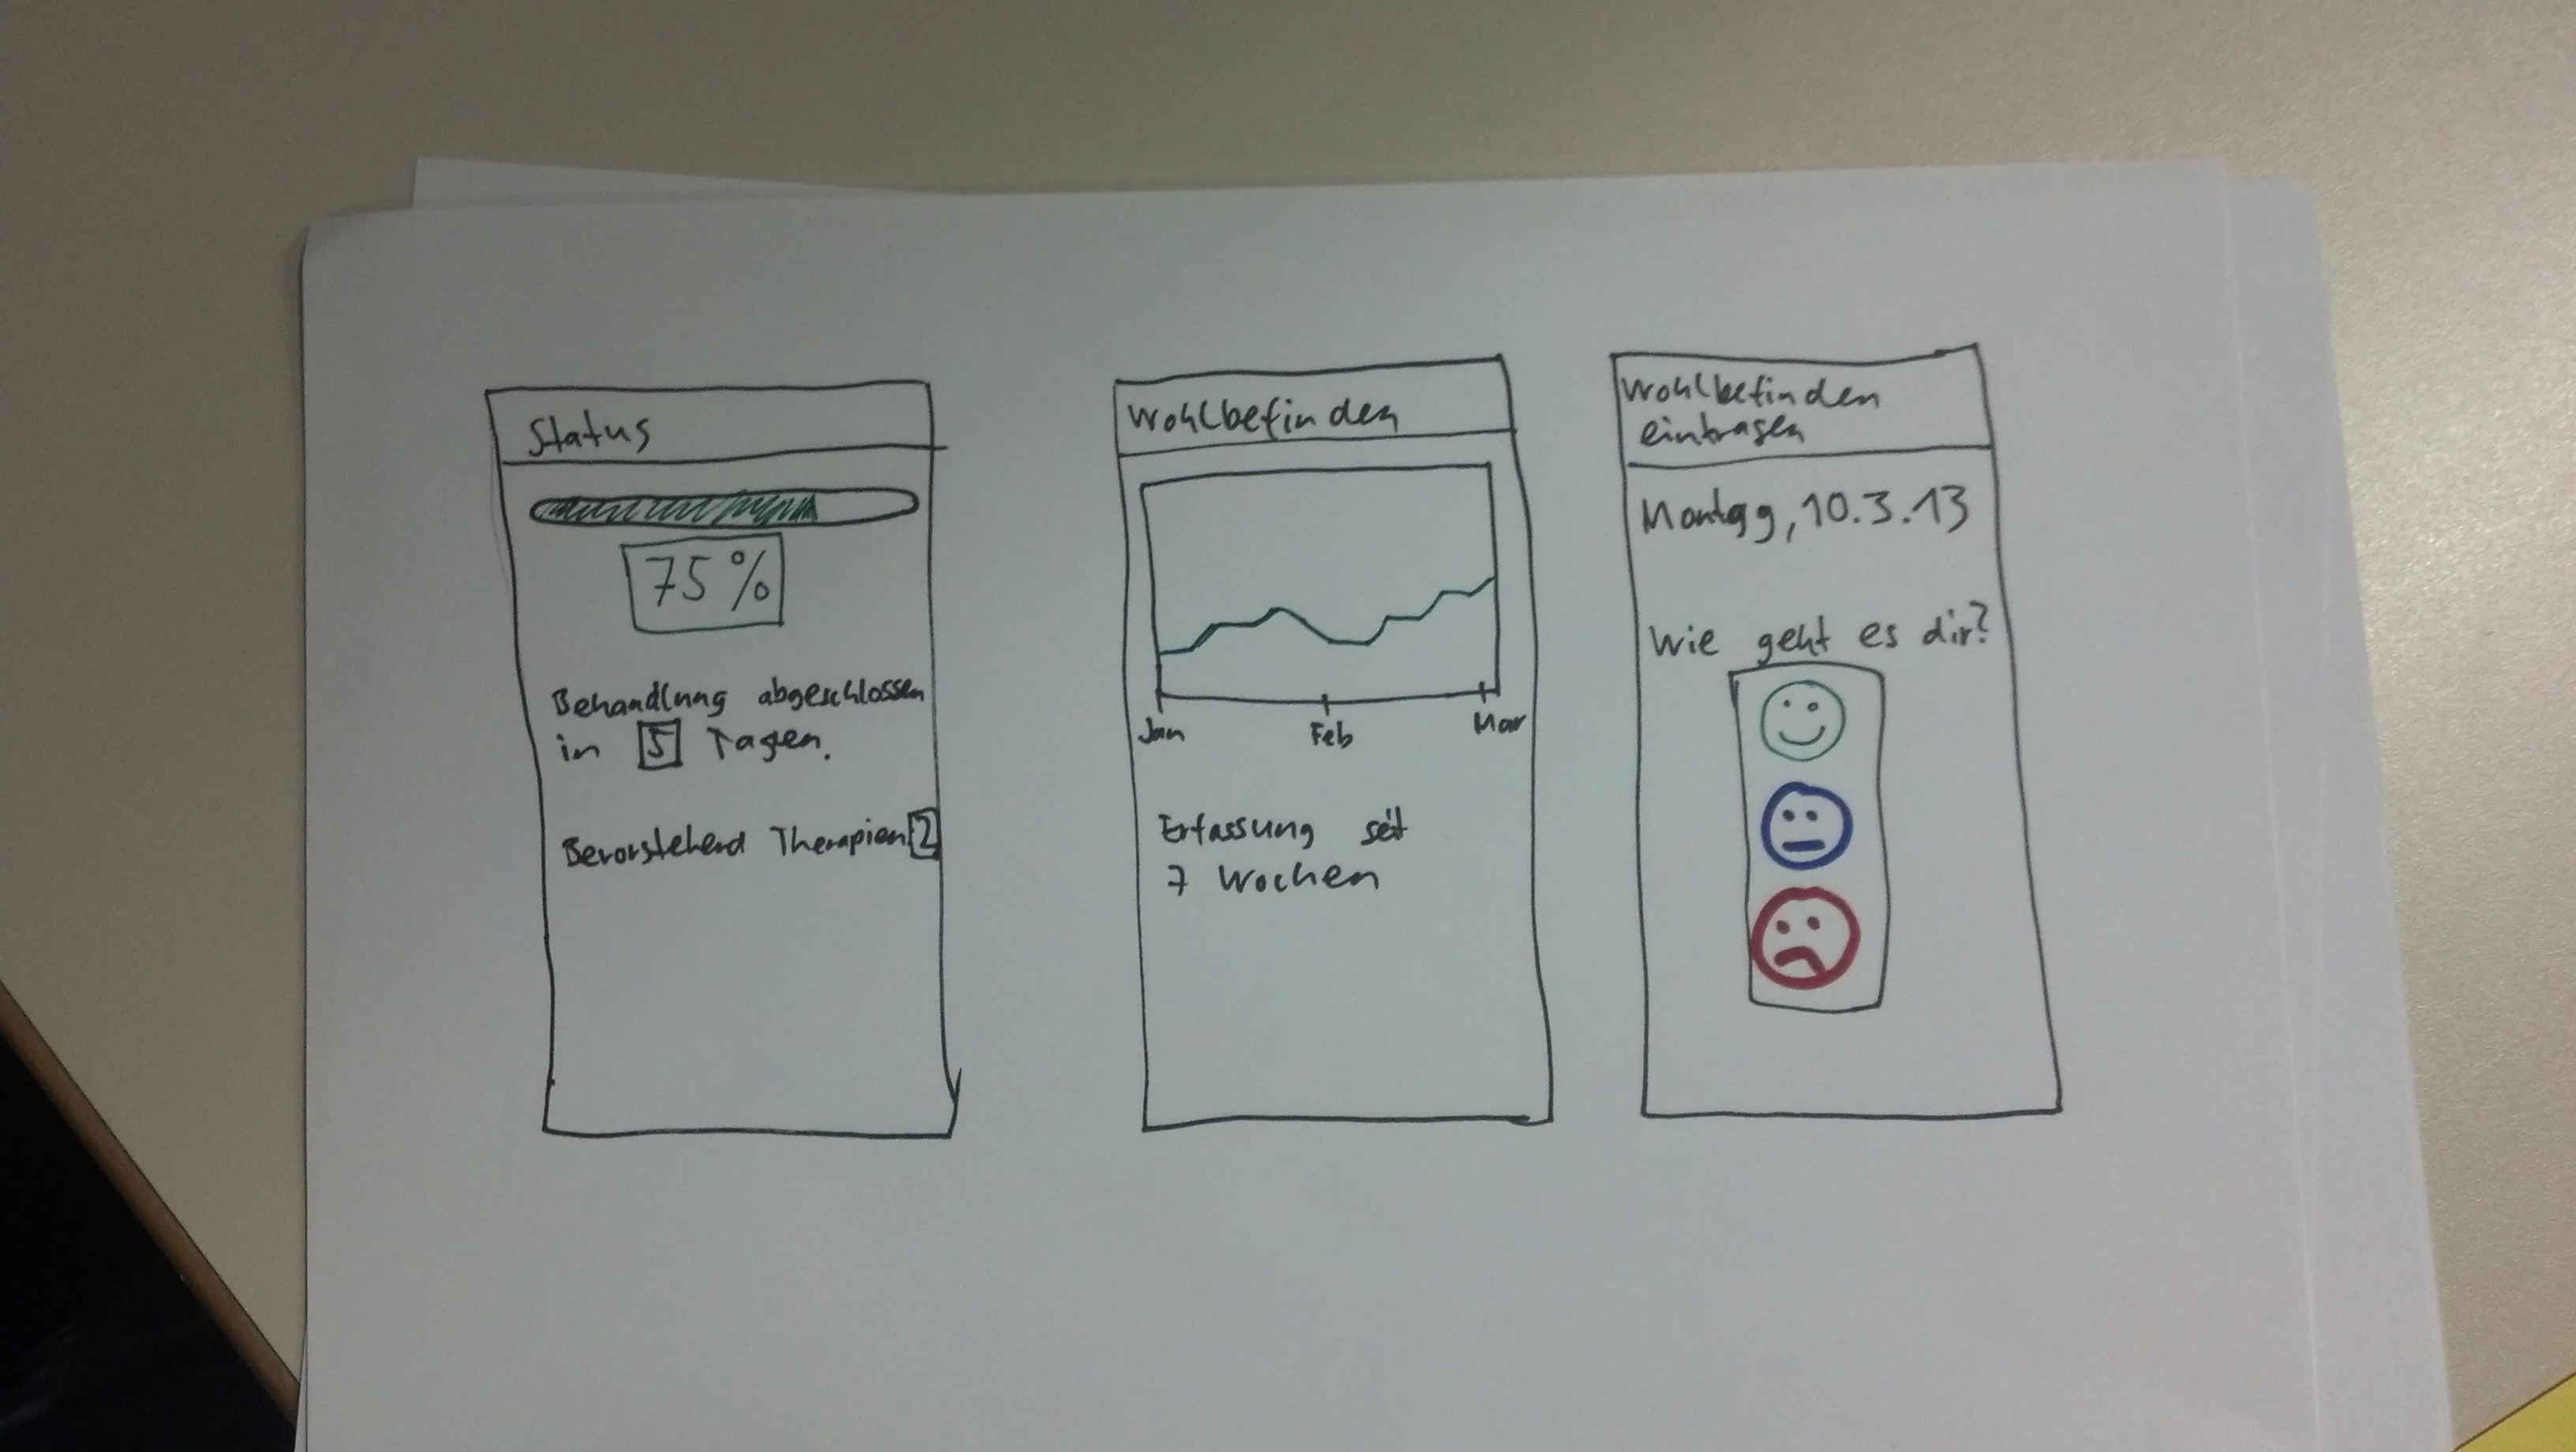 Status
75%
Behandlung abgeschlossen
in 5 Tagen.
Bevorstehend Therapien 2
Wohlbefinden
Jan Feb Mar
Erfassung seit
7 Wochen
Wohlbefinden
eintragen
Montag, 10.3.13
Wie geht es dir?